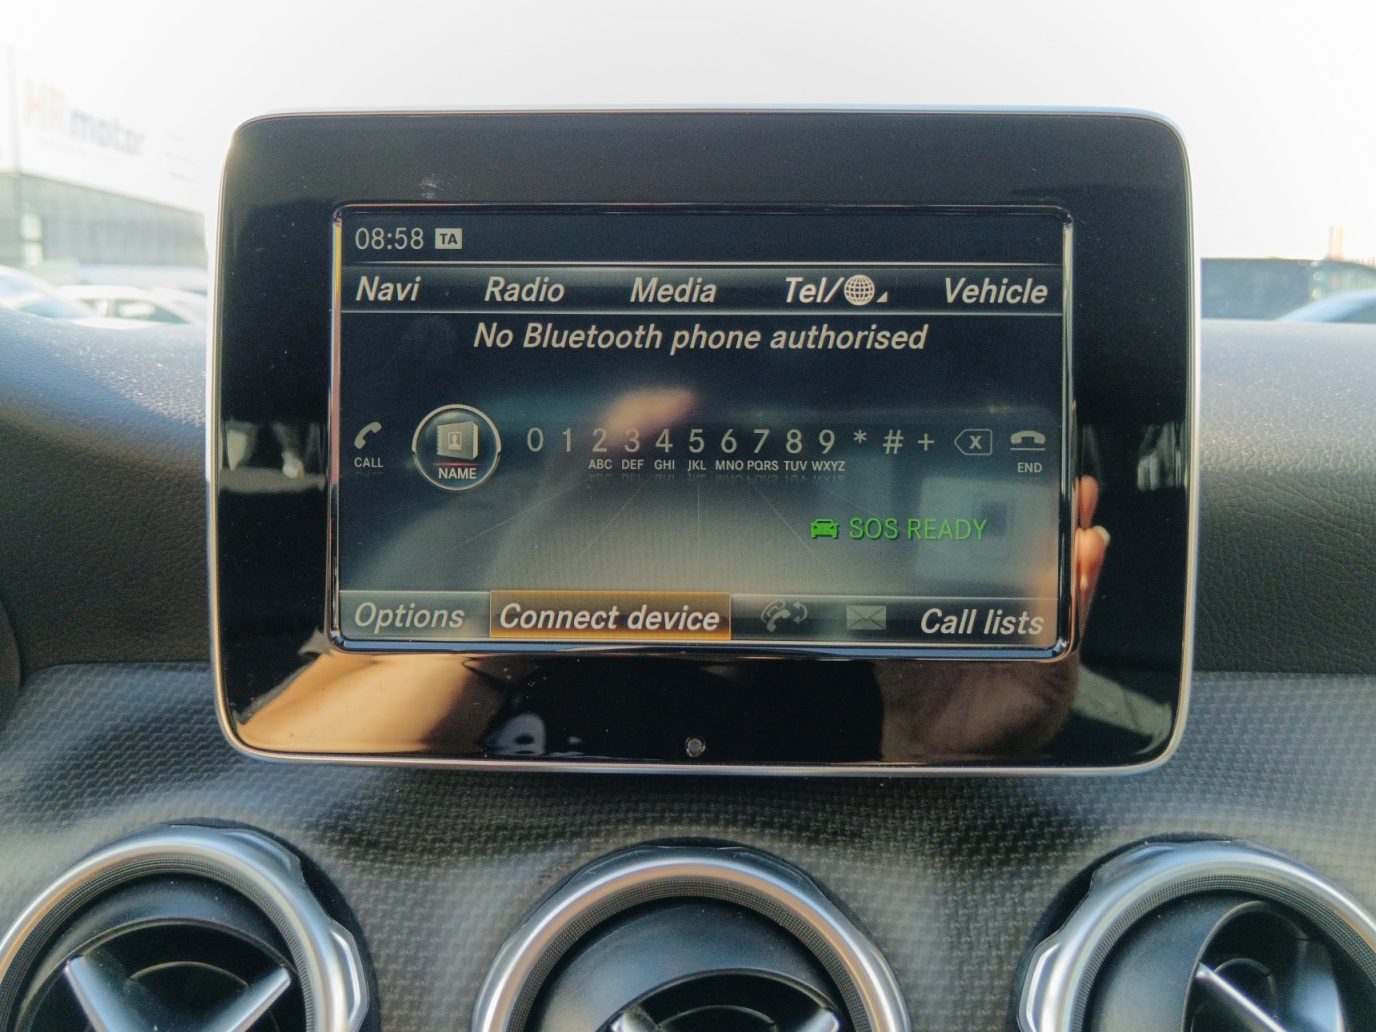 HR motor
08:58 TA
Navi Radio Media Tel/ Vehicle
No Bluetooth phone authorised
0 1 2 3 4 5 6 7 8 9 * # +  x
CALL NAME ABC DEF GHI JKL MNO PQRS TUV WXYZ END
SOS READY
Options Connect device Call lists